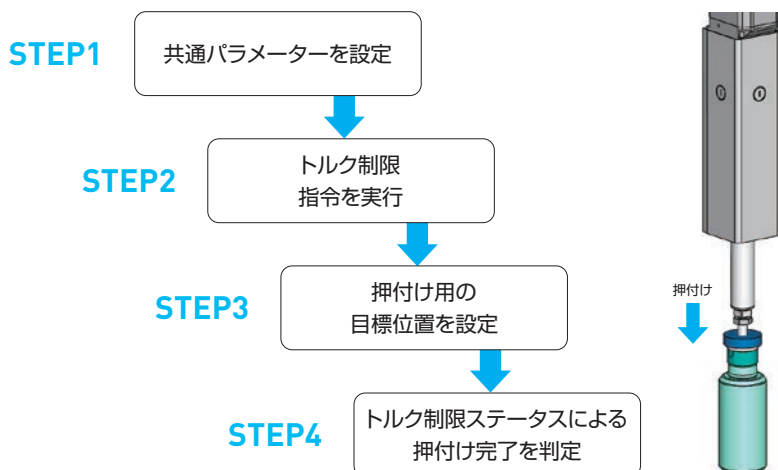 STEP1
共通パラメーターを設定
STEP2
トルク制限
指令を実行
STEP3
押付け用の
目標位置を設定
押付け
STEP4
トルク制限ステータスによる
押付け完了を判定